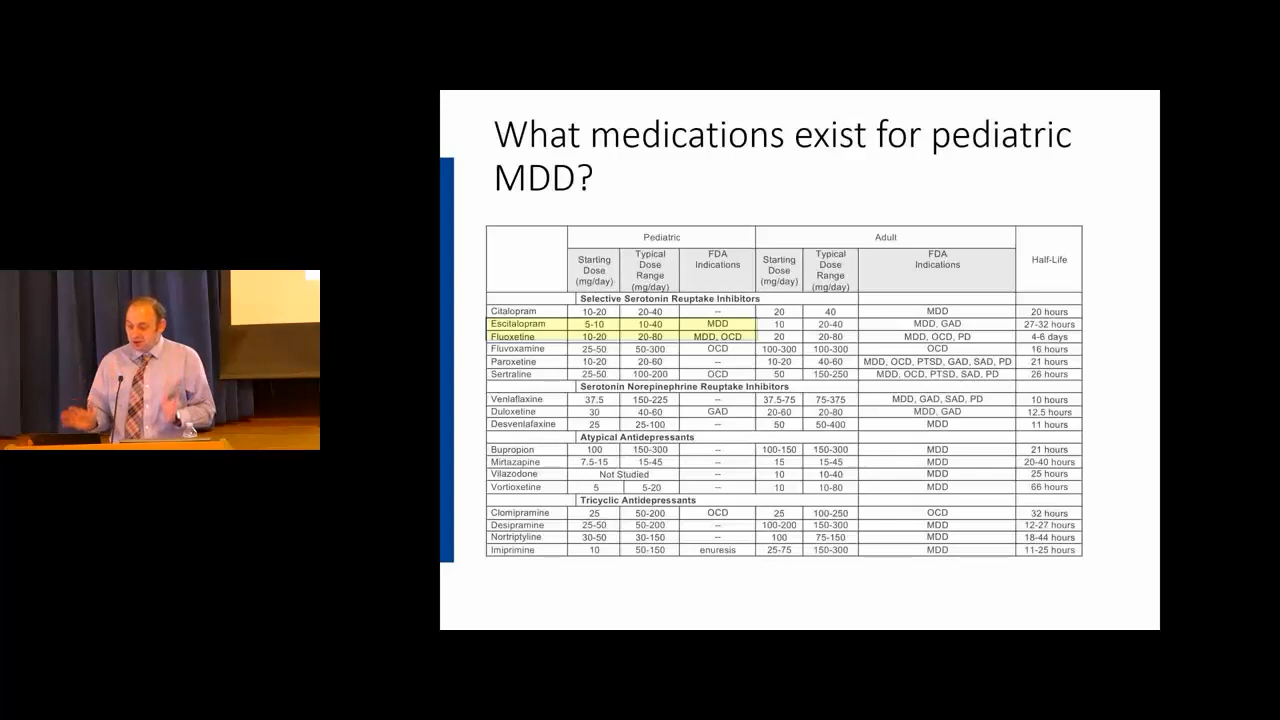 What medications exist for pediatric
MDD?
Pediatric Adult Half-Life
Starting Dose (mg/day) Typical Dose Range (mg/day) FDA Indications Starting Dose (mg/day) Typical Dose Range (mg/day) FDA Indications
Selective Serotonin Reuptake Inhibitors
Citalopram 10-20 20-40 -- 20 40 MDD 20 hours
Escitalopram 5-10 10-40 MDD 10 20-40 MDD, GAD 27-32 hours
Fluoxetine 10-20 20-80 MDD, OCD 20 20-80 MDD, OCD, PD 4-6 days
Fluvoxamine 25-50 50-300 OCD 100-300 100-300 OCD 16 hours
Paroxetine 10-20 20-60 -- 10-20 40-60 MDD, OCD, PTSD, GAD, SAD, PD 21 hours
Sertraline 25-50 100-200 OCD 50 150-250 MDD, OCD, PTSD, SAD, PD 26 hours
Serotonin Norepinephrine Reuptake Inhibitors
Venlaflaxine 37.5 150-225 -- 37.5-75 75-375 MDD, GAD, SAD, PD 10 hours
Duloxetine 30 40-60 GAD 20-60 20-80 MDD, GAD 12.5 hours
Desvenlafaxine 25 25-100 -- 50 50-400 MDD 11 hours
Atypical Antidepressants
Bupropion 100 150-300 -- 100-150 150-300 MDD 21 hours
Mirtazapine 7.5-15 15-45 -- 15 15-45 MDD 20-40 hours
Vilazodone Not Studied -- 10 10-40 MDD 25 hours
Vortioxetine 5 5-20 -- 10 10-80 MDD 66 hours
Tricyclic Antidepressants
Clomipramine 25 50-200 OCD 25 100-250 OCD 32 hours
Desipramine 25-50 50-200 -- 100-200 150-300 MDD 12-27 hours
Nortriptyline 30-50 30-150 -- 100 75-150 MDD 18-44 hours
Imiprimine 10 50-150 enuresis 25-75 150-300 MDD 11-25 hours